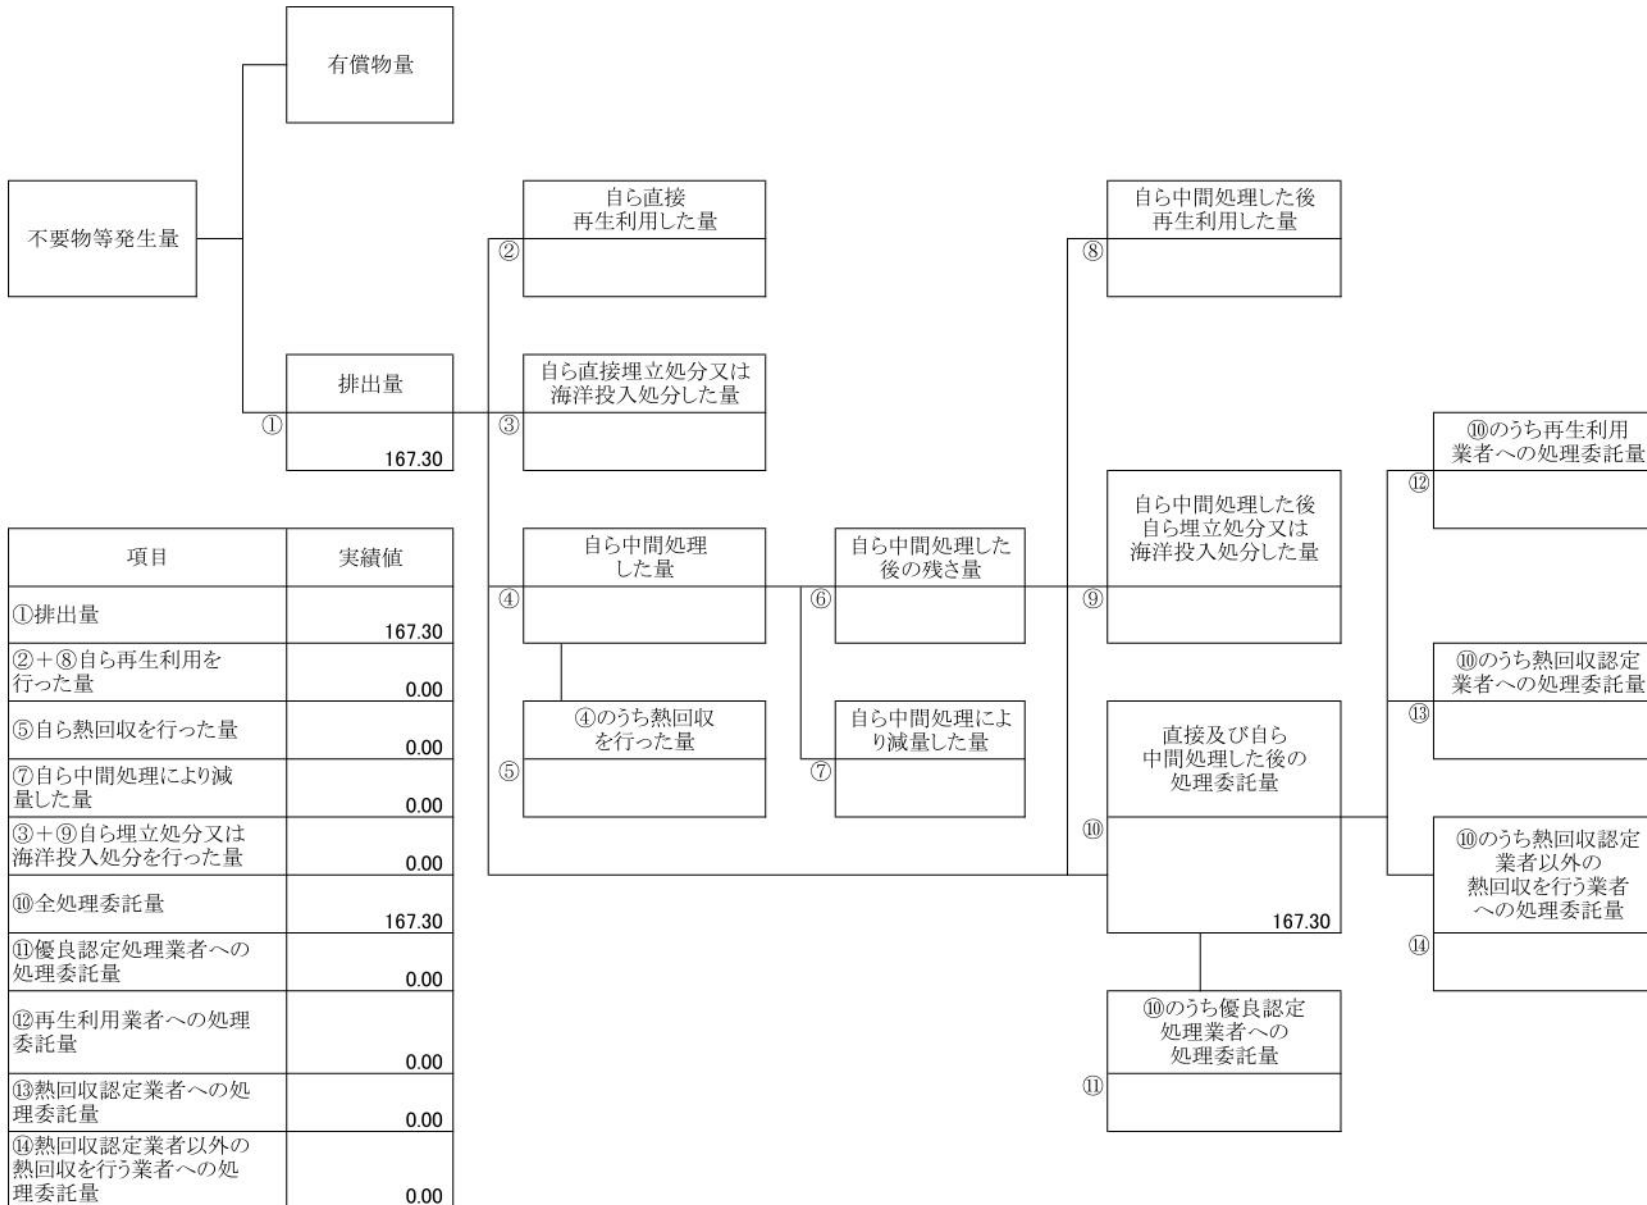 有償物量
不要物等発生量
自ら直接
再生利用した量
②
自ら中間処理した後
再生利用した量
⑧
排出量
①
167.30
自ら直接埋立処分又は
海洋投入処分した量
③
⑩のうち再生利用
業者への処理委託量
⑫
自ら中間処理
した量
④
自ら中間処理した
後の残さ量
⑥
自ら中間処理した後
自ら埋立処分又は
海洋投入処分した量
⑨
④のうち熱回収
を行った量
⑤
自ら中間処理によ
り減量した量
⑦
直接及び自ら
中間処理した後の
処理委託量
⑩
167.30
⑩のうち熱回収認定
業者への処理委託量
⑬
⑩のうち熱回収認定
業者以外の
熱回収を行う業者
への処理委託量
⑭
⑩のうち優良認定
処理業者への
処理委託量
⑪
項目 実績値
①排出量
167.30
②＋⑧自ら再生利用を
行った量
0.00
⑤自ら熱回収を行った量
0.00
⑦自ら中間処理により減
量した量
0.00
③＋⑨自ら埋立処分又は
海洋投入処分を行った量
0.00
⑩全処理委託量
167.30
⑪優良認定処理業者への
処理委託量
0.00
⑫再生利用業者への処理
委託量
0.00
⑬熱回収認定業者への処
理委託量
0.00
⑭熱回収認定業者以外の
熱回収を行う業者への処
理委託量
0.00